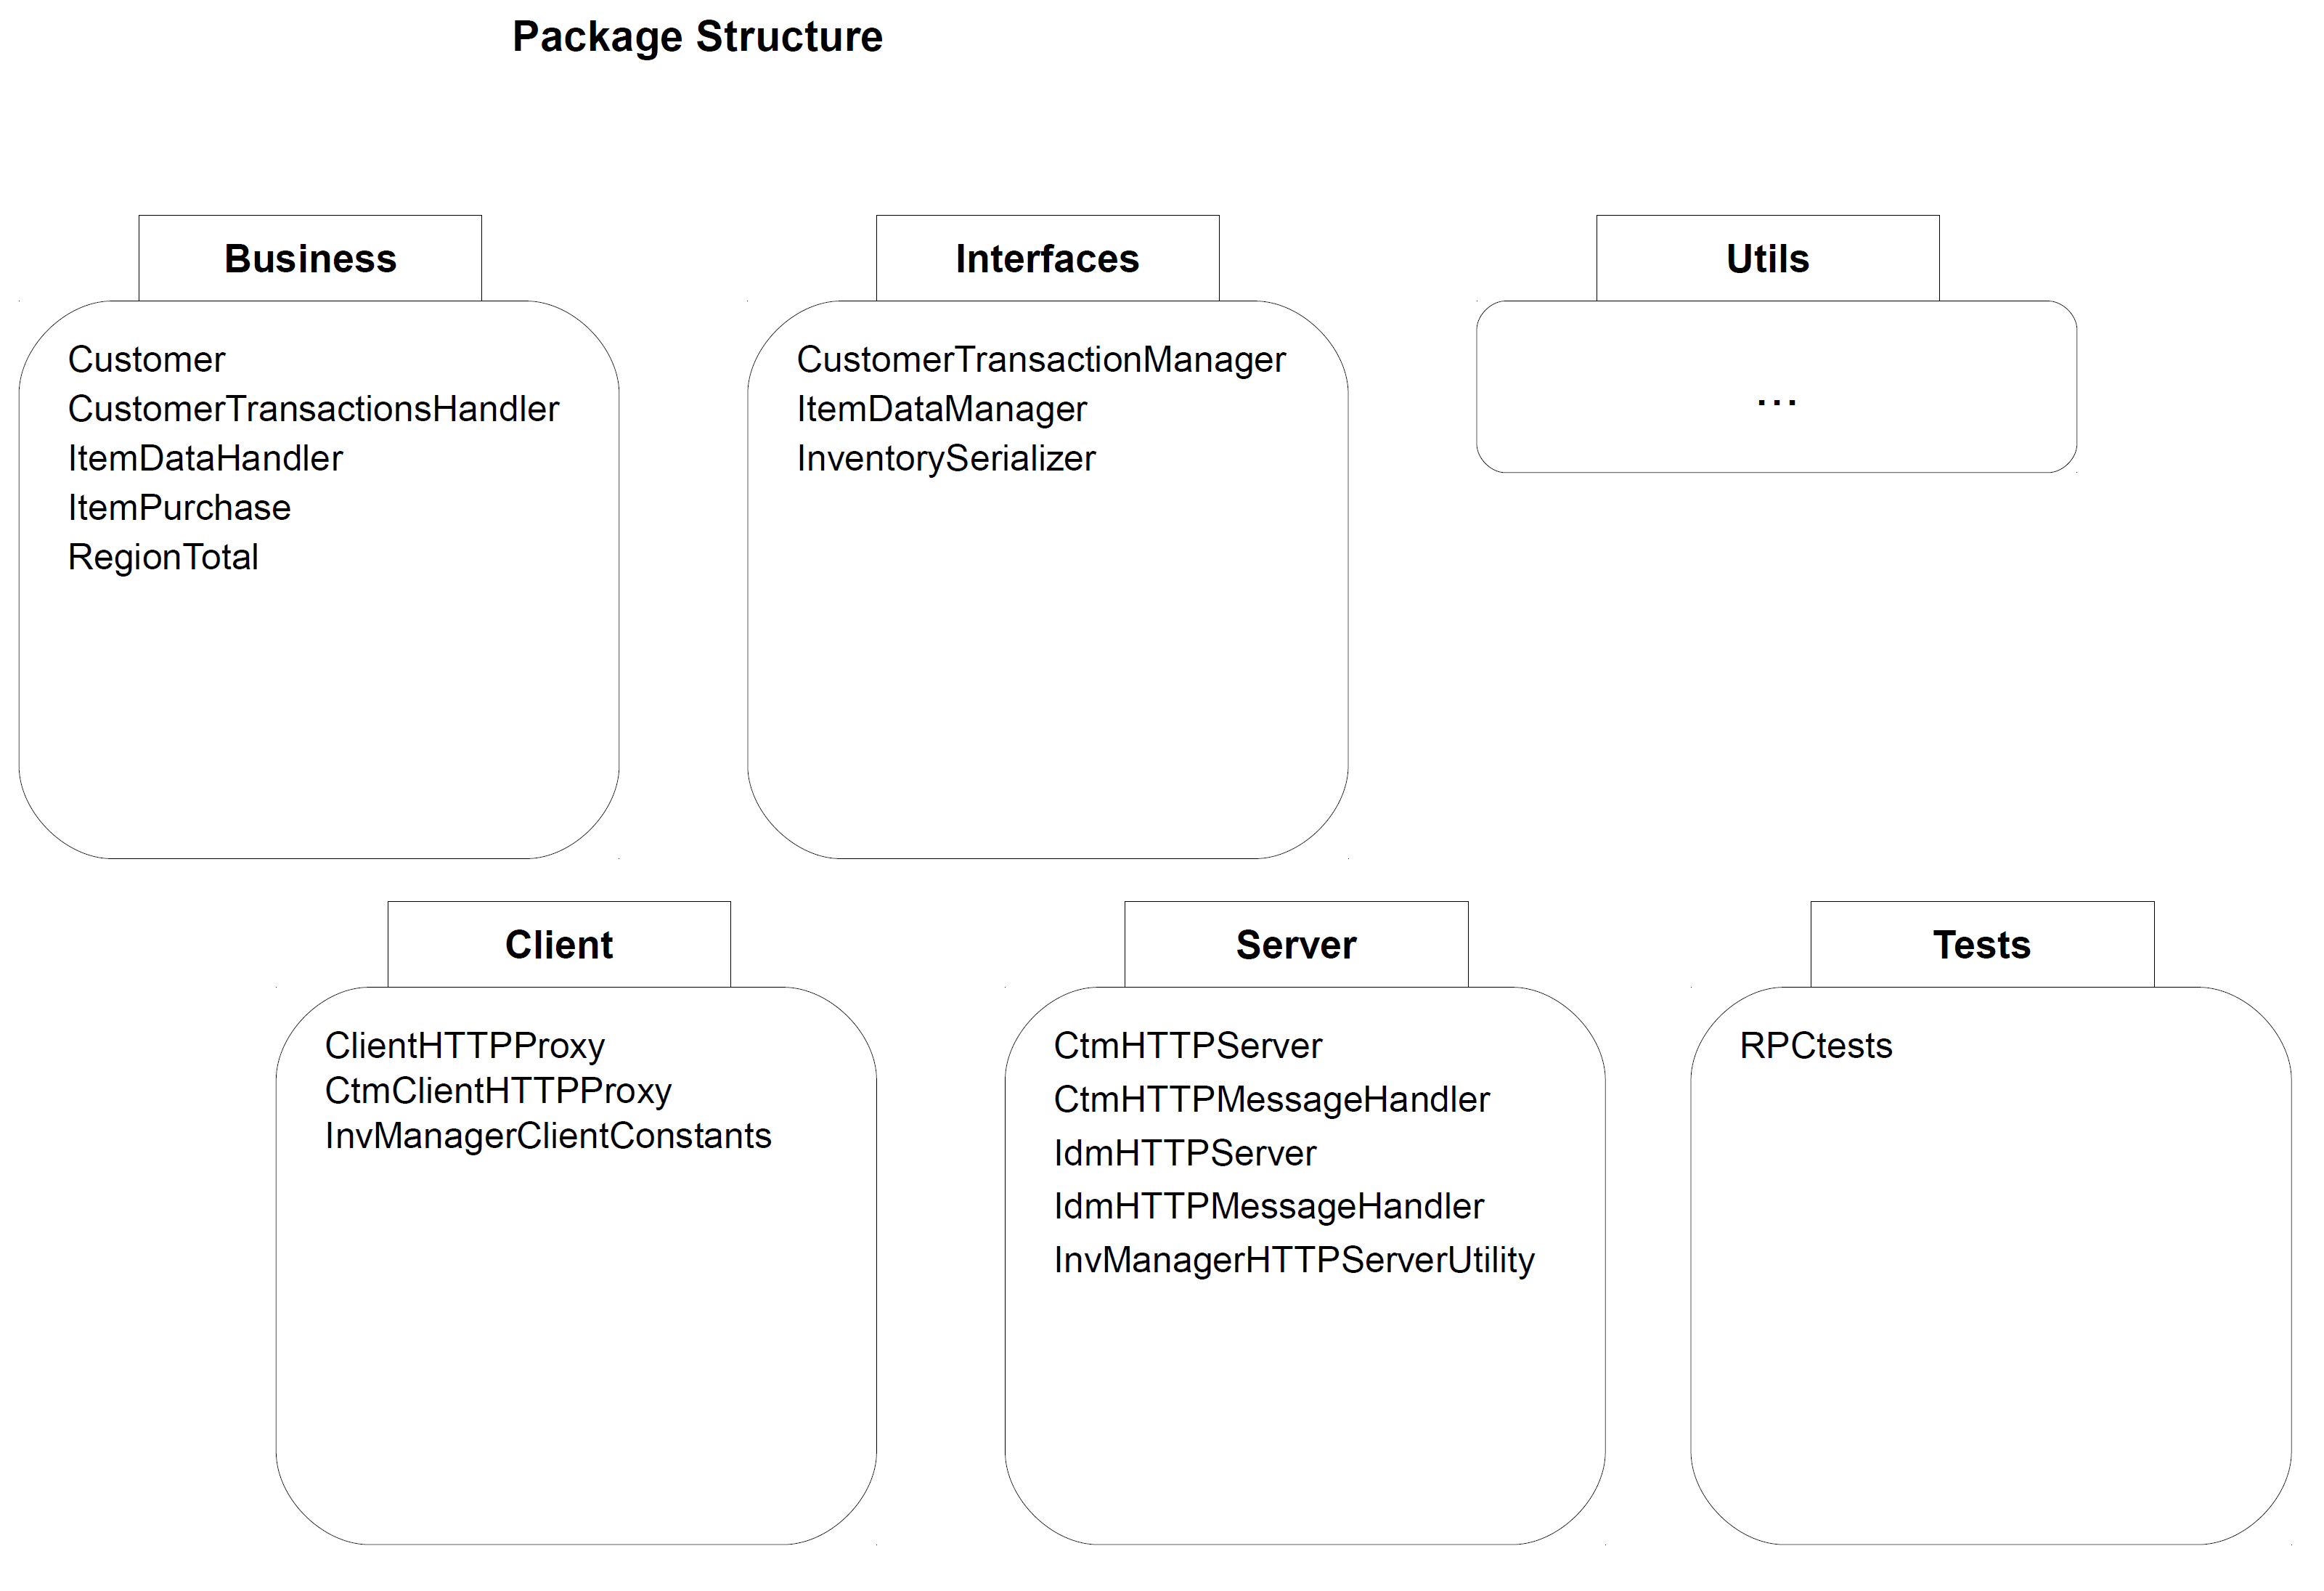 Package Structure
Business
Customer
CustomerTransactionsHandler
ItemDataHandler
ItemPurchase
RegionTotal
Interfaces
CustomerTransactionManager
ItemDataManager
InventorySerializer
Utils
...
Client
ClientHTTPProxy
CtmClientHTTPProxy
InvManagerClientConstants
Server
CtmHTTPServer
CtmHTTPMessageHandler
IdmHTTPServer
IdmHTTPMessageHandler
InvManagerHTTPServerUtility
Tests
RPCtests